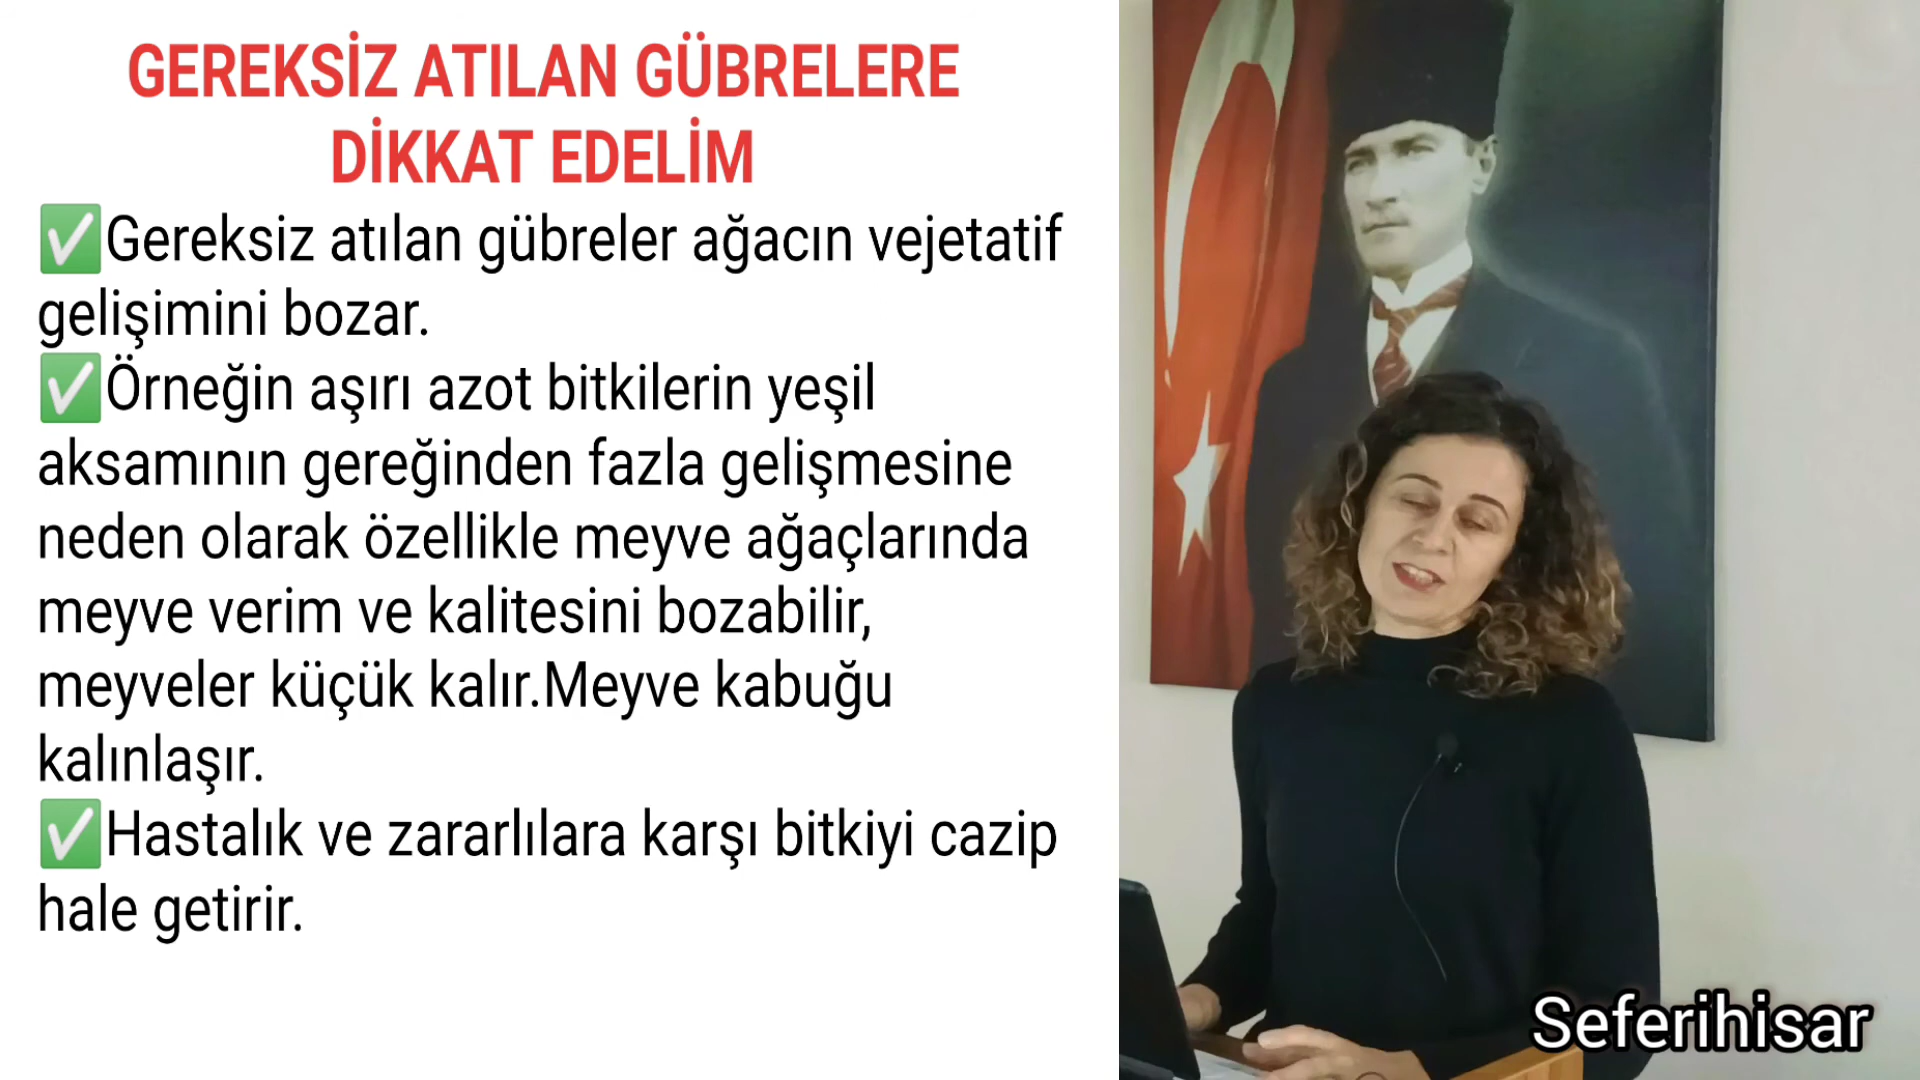 GEREKSİZ ATILAN GÜBRELERE
DİKKAT EDELİM
✅Gereksiz atılan gübreler ağacın vejetatif
gelişimini bozar.
✅Örneğin aşırı azot bitkilerin yeşil
aksamının gereğinden fazla gelişmesine
neden olarak özellikle meyve ağaçlarında
meyve verim ve kalitesini bozabilir,
meyveler küçük kalır.Meyve kabuğu
kalınlaşır.
✅Hastalık ve zararlılara karşı bitkiyi cazip
hale getirir.
Seferihisar